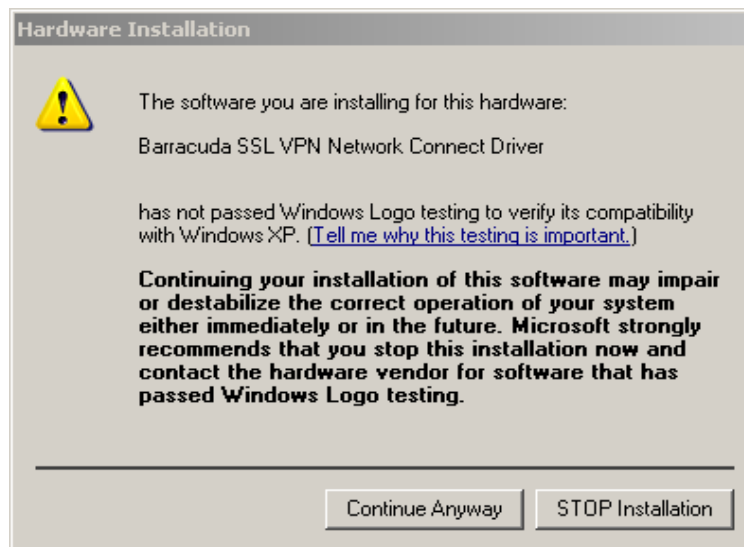 Hardware Installation
The software you are installing for this hardware:
Barracuda SSL VPN Network Connect Driver
has not passed Windows Logo testing to verify its compatibility
with Windows XP. (Tell me why this testing is important.)
Continuing your installation of this software may impair
or destabilize the correct operation of your system
either immediately or in the future. Microsoft strongly
recommends that you stop this installation now and
contact the hardware vendor for software that has
passed Windows Logo testing.
Continue Anyway
STOP Installation